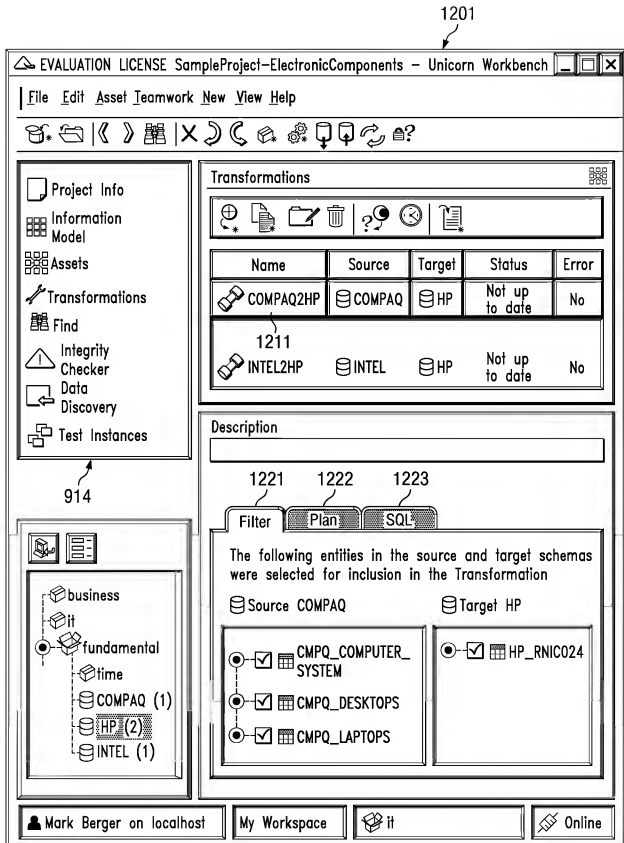 1201
EVALUATION LICENSE SampleProject-ElectronicComponents - Unicorn Workbench
File Edit Asset Teamwork New View Help
Project Info
Information
Model
Assets
Transformations
Find
Integrity
Checker
Data
Discovery
Test Instances
914
business
it
fundamental
time
COMPAQ (1)
HP (2)
INTEL (1)
Transformations
Name Source Target Status Error
COMPAQ2HP COMPAQ HP Not up
to date No
1211
INTEL2HP INTEL HP Not up
to date No
Description
1221 1222 1223
Filter Plan SQL
The following entities in the source and target schemas
were selected for inclusion in the Transformation
Source COMPAQ Target HP
CMPQ_COMPUTER_
SYSTEM
CMPQ_DESKTOPS
CMPQ_LAPTOPS
HP_RNIC024
Mark Berger on localhost My Workspace it Online